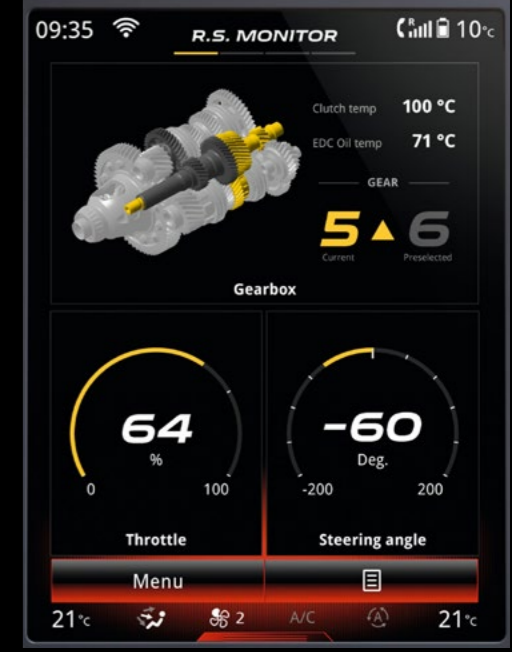 09:35 R.S. MONITOR R 10°C
Clutch temp 100 °C
EDC Oil temp 71 °C
GEAR
5 6
Current Preselected
Gearbox
64 -60
% Deg.
0 100 -200 200
Throttle Steering angle
Menu
21°C 2 A/C A 21°C